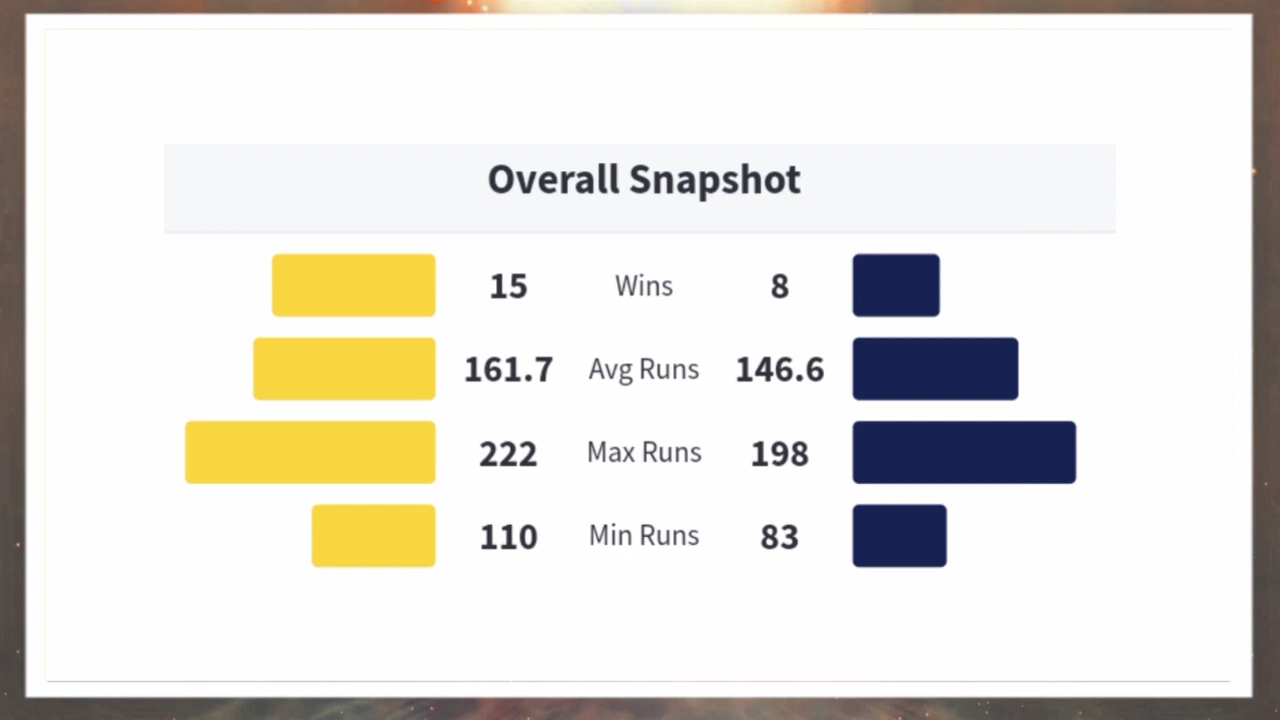 Overall Snapshot
15 Wins 8
161.7 Avg Runs 146.6
222 Max Runs 198
110 Min Runs 83